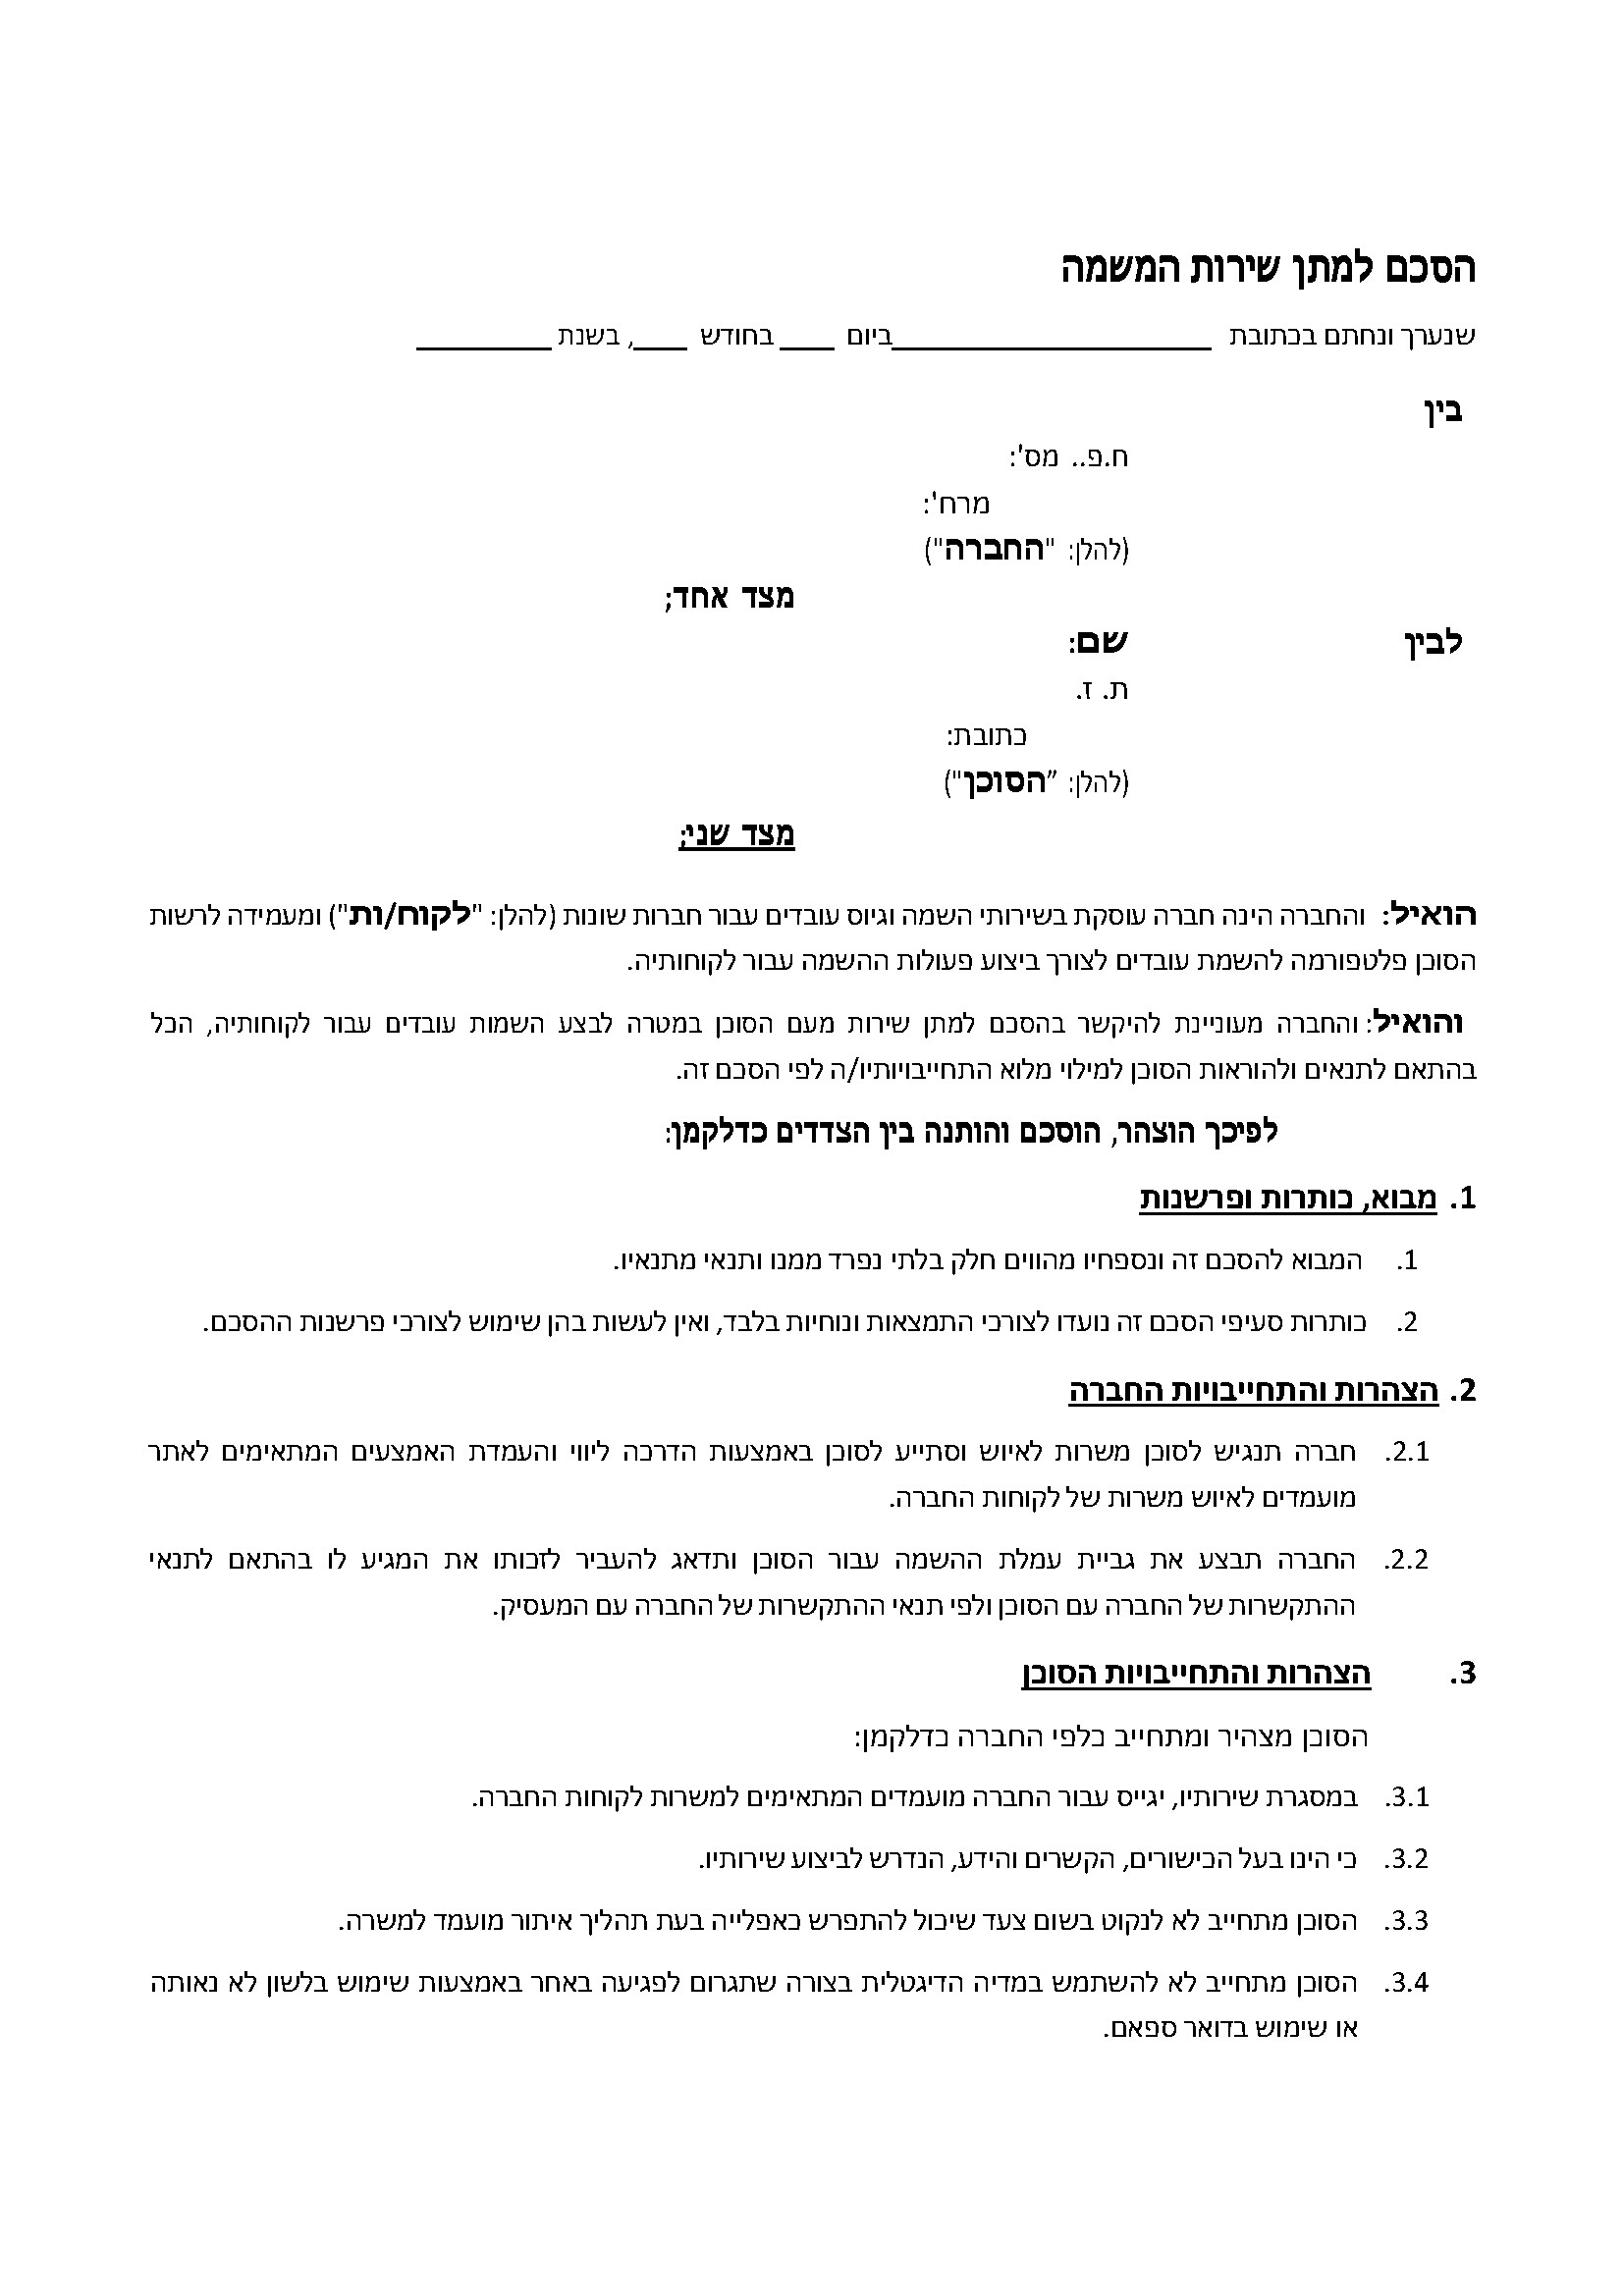 הסכם למתן שירות המשמה
שנערך ונחתם בכתובת ______________________ביום ____ בחודש ____, בשנת _________
בין
ח.פ.. מס':
מרח':
(להלן: "החברה")
מצד אחד;
לבין שם:
ת. ז.
כתובת:
(להלן: "הסוכן")
מצד שני;
הואיל: והחברה הינה חברה עוסקת בשירותי השמה וגיוס עובדים עבור חברות שונות (להלן: "לקוח/ות") ומעמידה לרשות
הסוכן פלטפורמה להשמת עובדים לצורך ביצוע פעולות ההשמה עבור לקוחותיה.
והואיל: והחברה מעוניינת להיקשר בהסכם למתן שירות מעם הסוכן במטרה לבצע השמות עובדים עבור לקוחותיה, הכל
בהתאם לתנאים ולהוראות הסוכן למילוי מלוא התחייבויותיו/ה לפי הסכם זה.
לפיכך הוצהר, הוסכם והותנה בין הצדדים כדלקמן:
1. מבוא, כותרות ופרשנות
1. המבוא להסכם זה ונספחיו מהווים חלק בלתי נפרד ממנו ותנאי מתנאיו.
2. כותרות סעיפי הסכם זה נועדו לצורכי התמצאות ונוחיות בלבד, ואין לעשות בהן שימוש לצורכי פרשנות ההסכם.
2. הצהרות והתחייבויות החברה
2.1. חברה תנגיש לסוכן משרות לאיוש וסתייע לסוכן באמצעות הדרכה ליווי והעמדת האמצעים המתאימים לאתר
מועמדים לאיוש משרות של לקוחות החברה.
2.2. החברה תבצע את גביית עמלת ההשמה עבור הסוכן ותדאג להעביר לזכותו את המגיע לו בהתאם לתנאי
ההתקשרות של החברה עם הסוכן ולפי תנאי ההתקשרות של החברה עם המעסיק.
3. הצהרות והתחייבויות הסוכן
הסוכן מצהיר ומתחייב כלפי החברה כדלקמן:
3.1. במסגרת שירותיו, יגייס עבור החברה מועמדים המתאימים למשרות לקוחות החברה.
3.2. כי הינו בעל הכישורים, הקשרים והידע, הנדרש לביצוע שירותיו.
3.3. הסוכן מתחייב לא לנקוט בשום צעד שיכול להתפרש כאפלייה בעת תהליך איתור מועמד למשרה.
3.4. הסוכן מתחייב לא להשתמש במדיה הדיגטלית בצורה שתגרום לפגיעה באחר באמצעות שימוש בלשון לא נאותה
או שימוש בדואר ספאם.